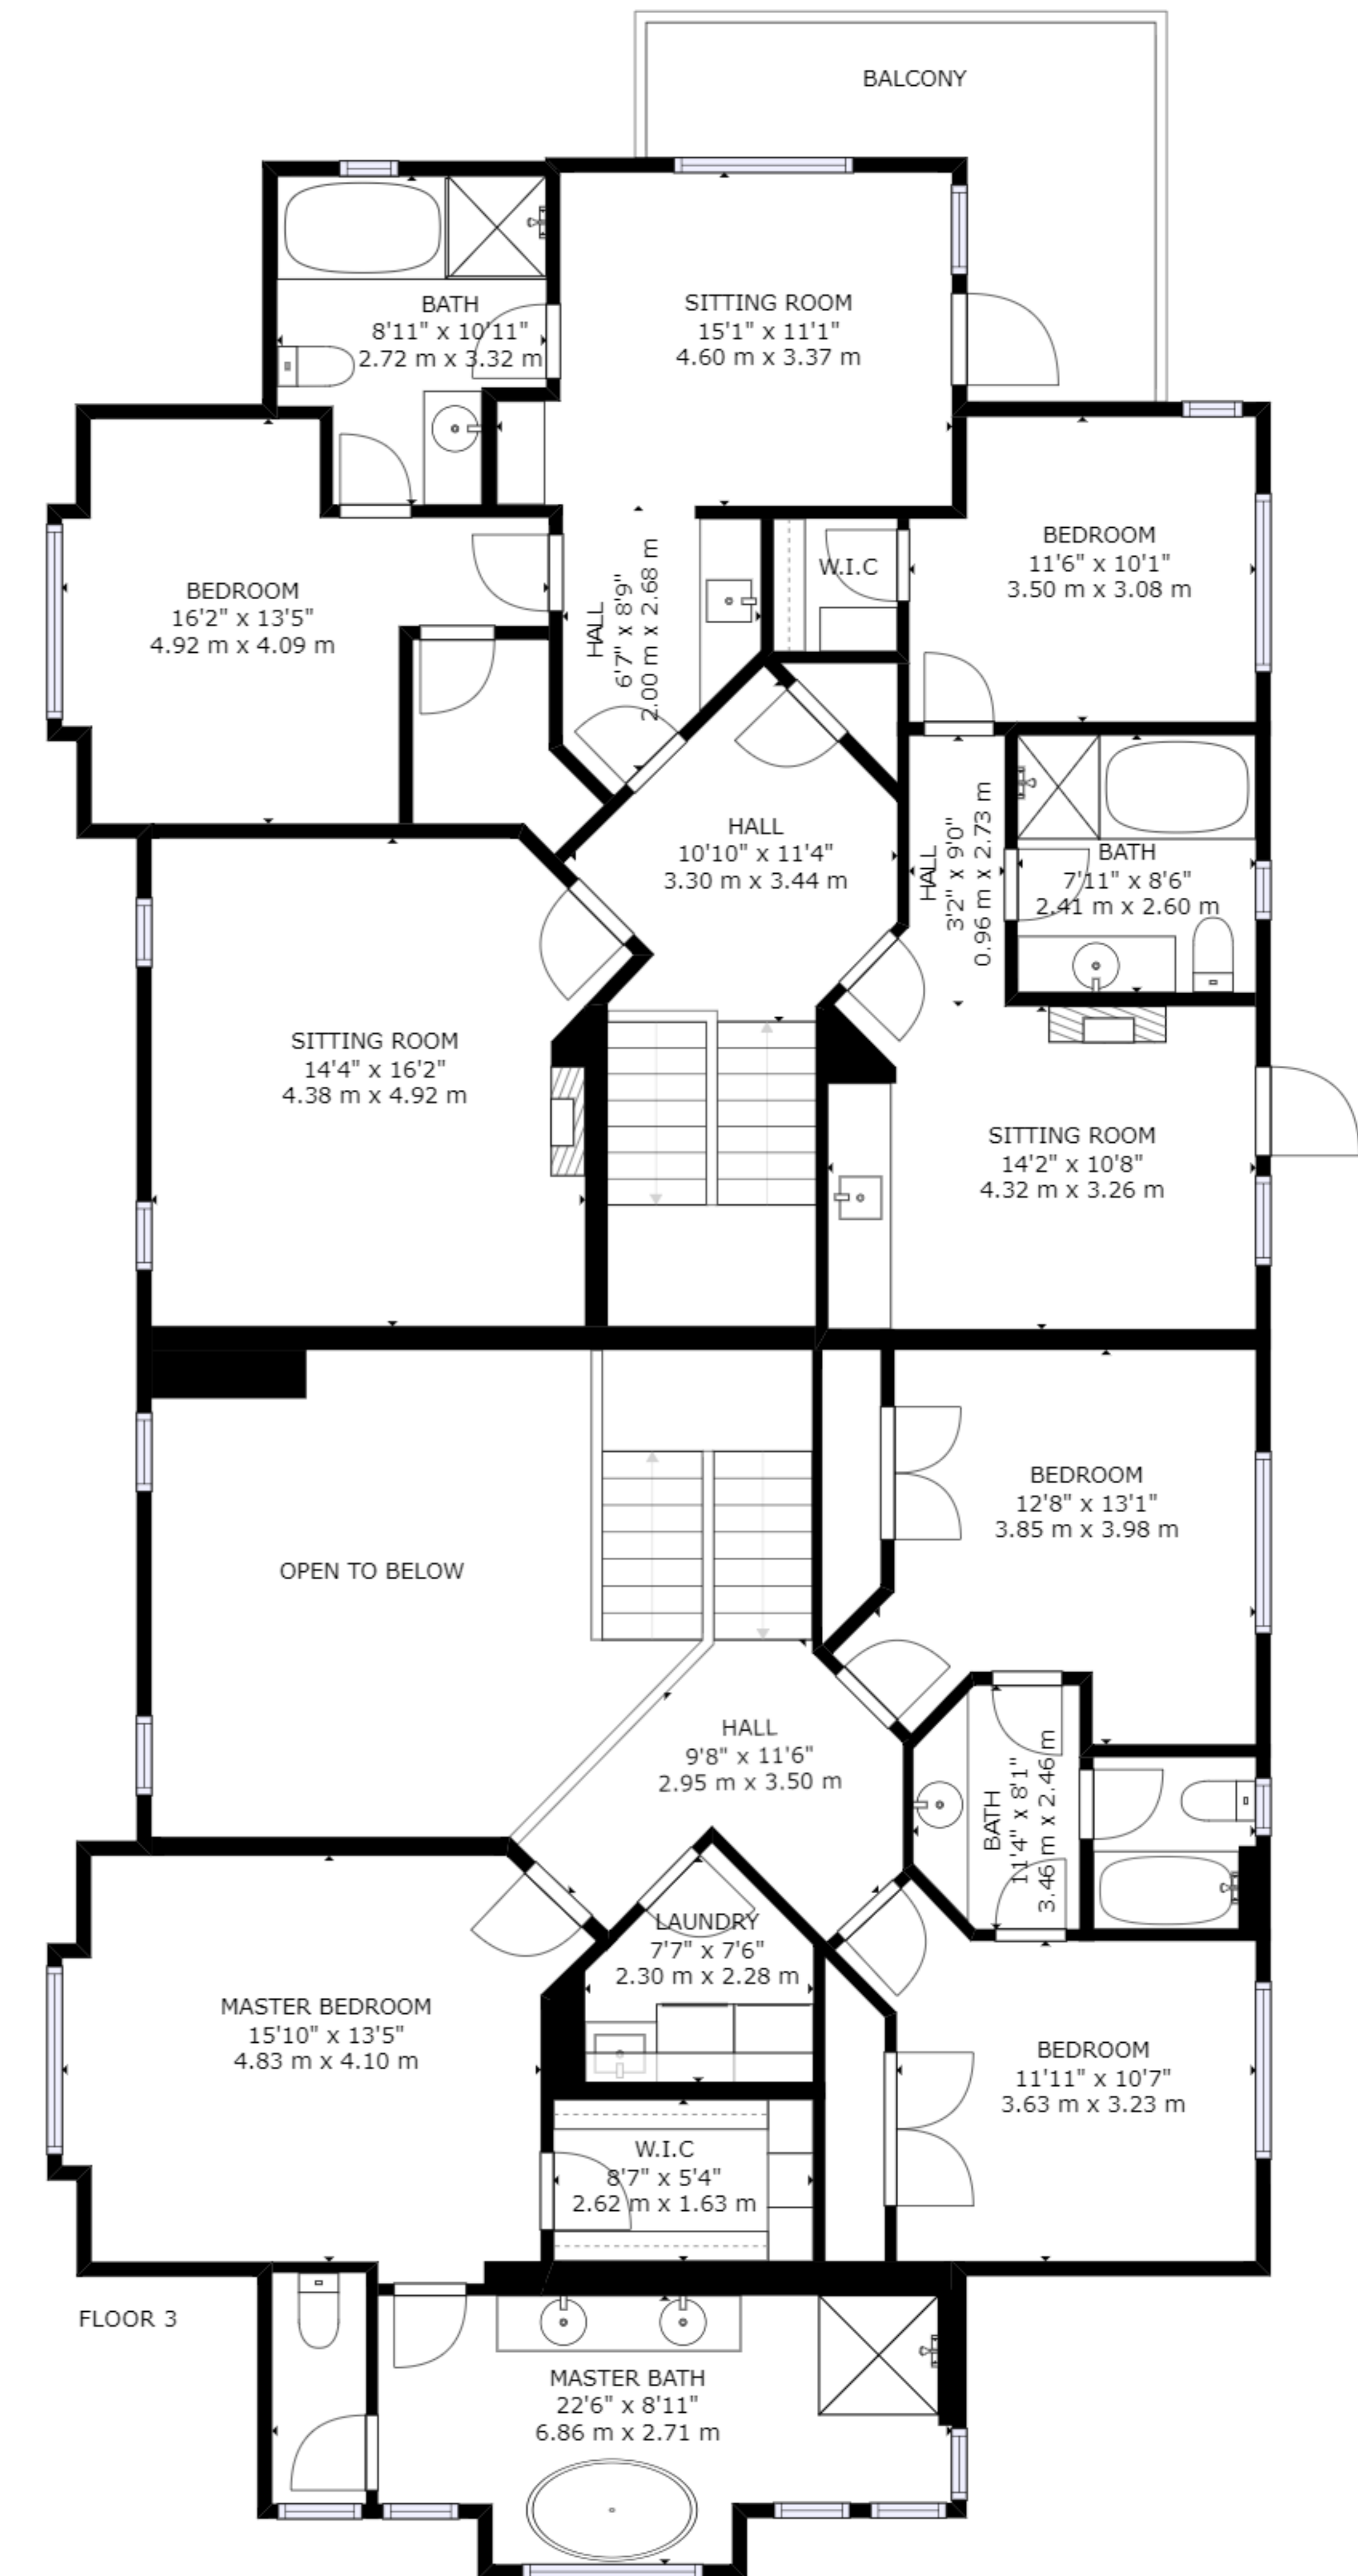 BALCONY
BATH
8'11" x 10'11"
2.72 m x 3.32 m
SITTING ROOM
15'1" x 11'1"
4.60 m x 3.37 m
BEDROOM
16'2" x 13'5"
4.92 m x 4.09 m
HALL
6'7" x 8'9"
2.00 m x 2.68 m
W.I.C
BEDROOM
11'6" x 10'1"
3.50 m x 3.08 m
HALL
10'10" x 11'4"
3.30 m x 3.44 m
HALL
3'2" x 9'0"
0.96 m x 2.73 m
BATH
7'11" x 8'6"
2.41 m x 2.60 m
SITTING ROOM
14'4" x 16'2"
4.38 m x 4.92 m
SITTING ROOM
14'2" x 10'8"
4.32 m x 3.26 m
OPEN TO BELOW
BEDROOM
12'8" x 13'1"
3.85 m x 3.98 m
HALL
9'8" x 11'6"
2.95 m x 3.50 m
BATH
11'4" x 8'1"
3.46 m x 2.46 m
LAUNDRY
7'7" x 7'6"
2.30 m x 2.28 m
MASTER BEDROOM
15'10" x 13'5"
4.83 m x 4.10 m
BEDROOM
11'11" x 10'7"
3.63 m x 3.23 m
W.I.C
8'7" x 5'4"
2.62 m x 1.63 m
FLOOR 3
MASTER BATH
22'6" x 8'11"
6.86 m x 2.71 m